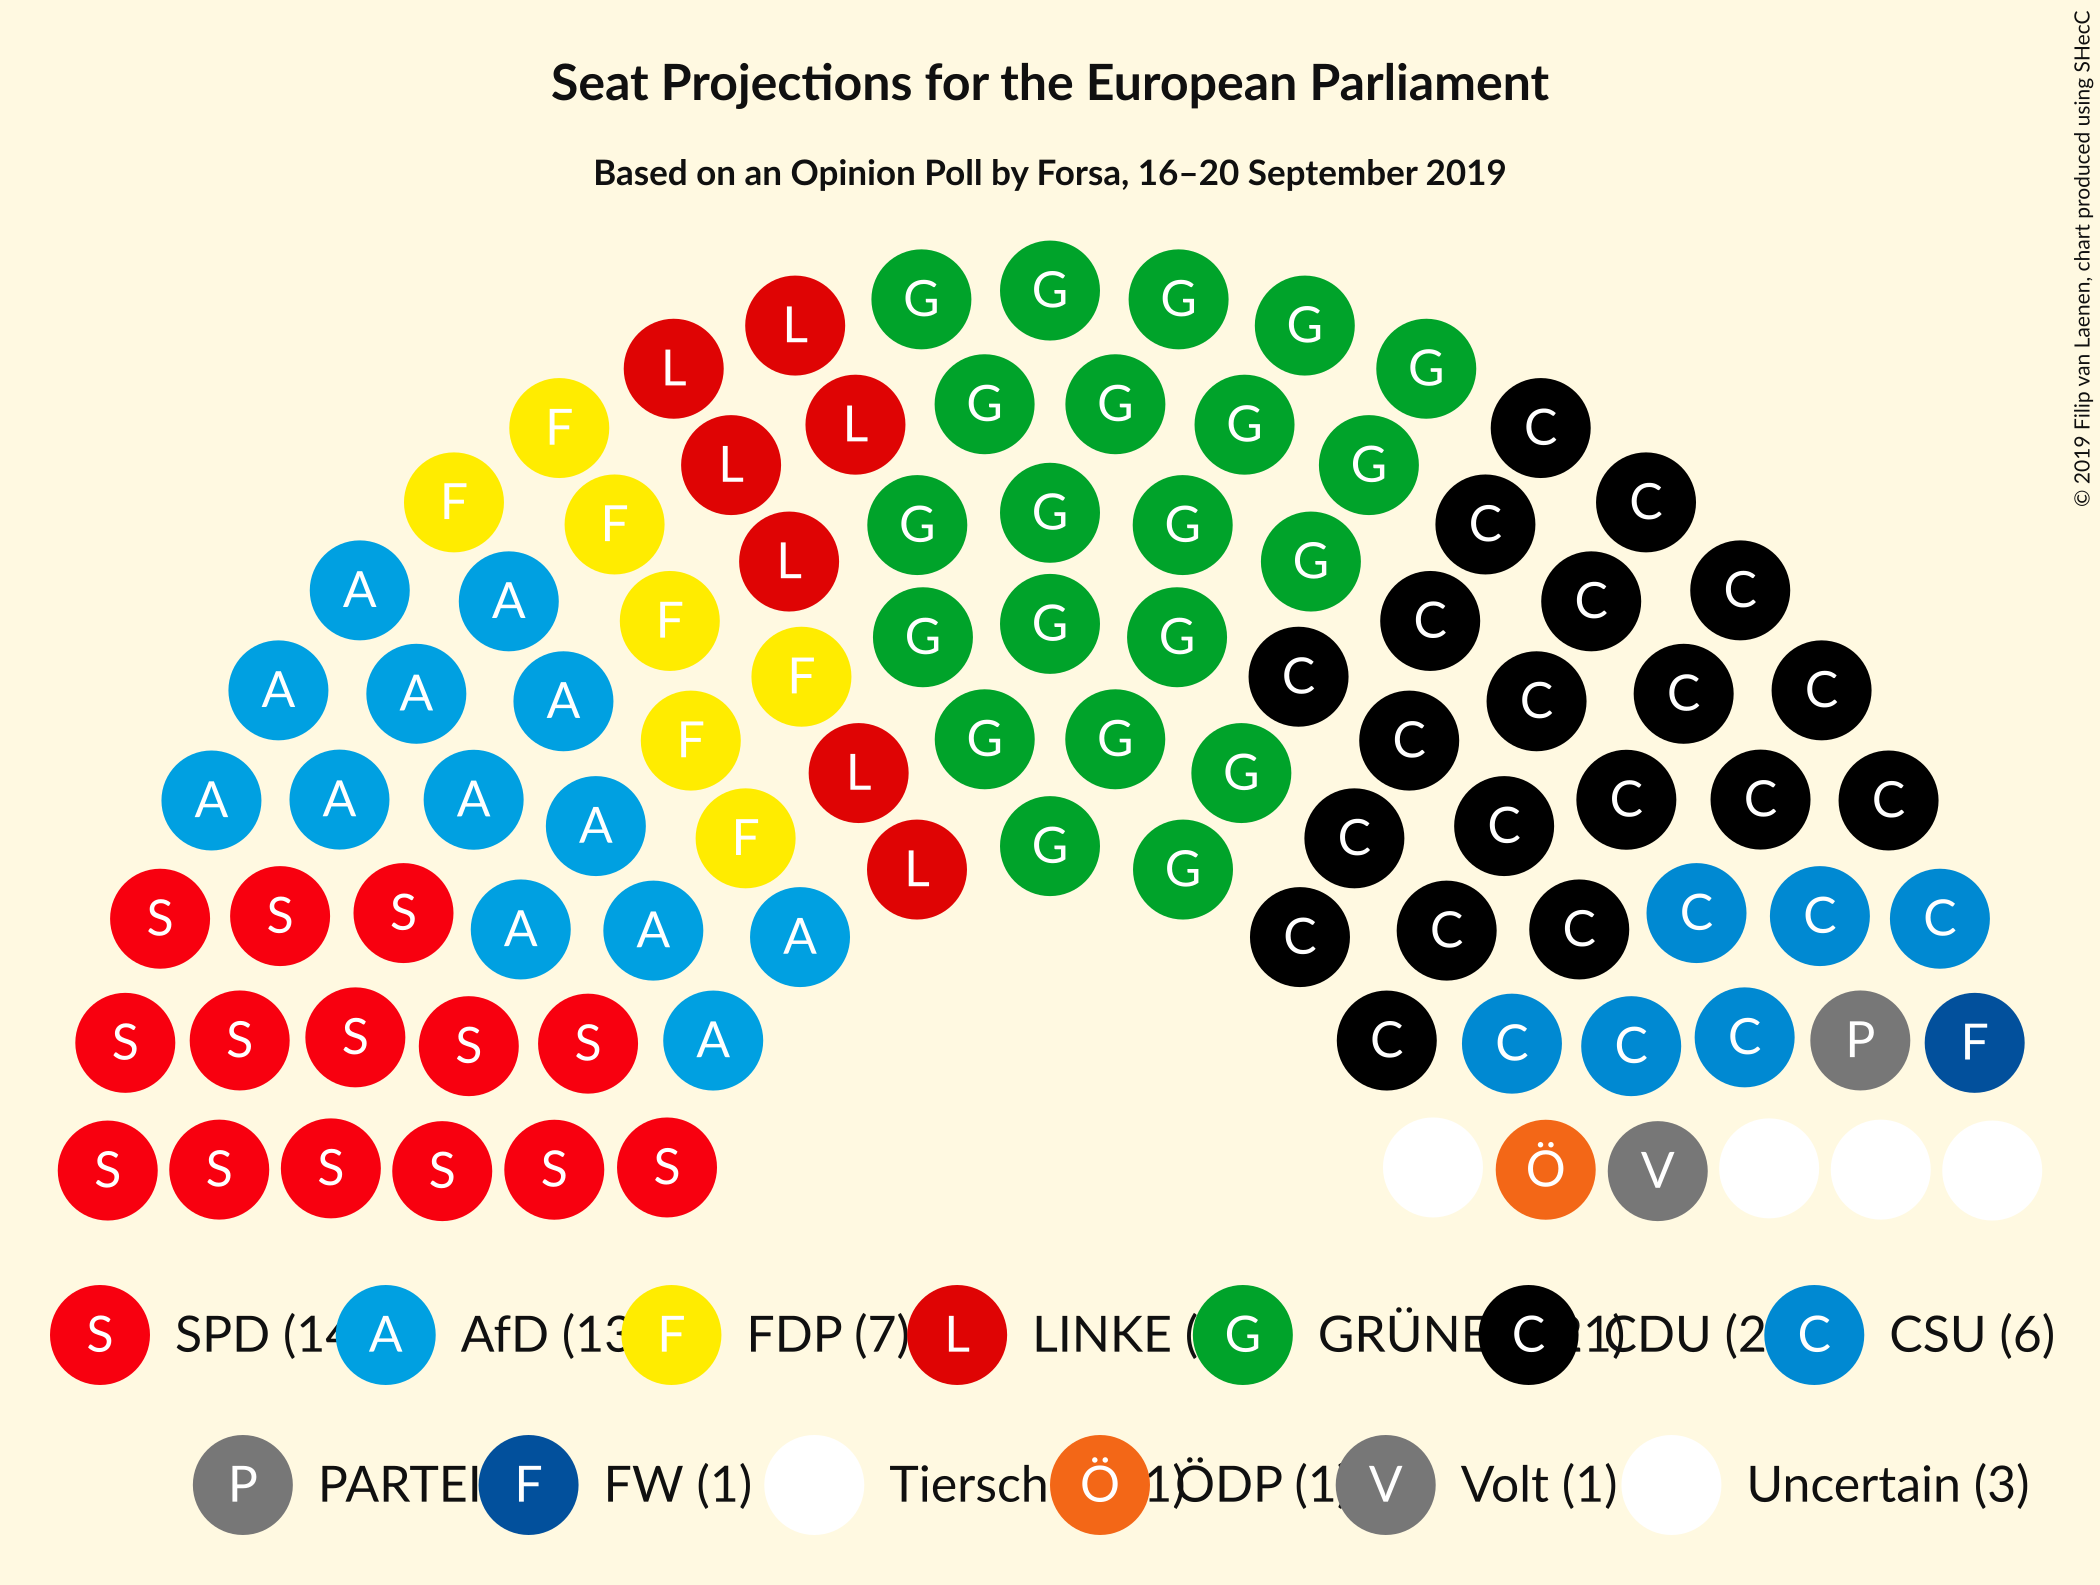 Seat Projections for the European Parliament
Based on an Opinion Poll by Forsa, 16–20 September 2019
© 2019 Filip van Laenen, chart produced using SHecC
G G G G G
L L
G G G G
L C
F L C
G G G
F L G C C
F L C
A A G G G C C
F C
A A A F F C C C C
G G G
A A A A F L C C C C C
G G
S S S A A A L C C C C C C
S S S S S A C C C C P F
S S S S S S Ö V
S SPD (14 A AfD (13 F FDP (7) L LINKE ( G GRÜNE C 21) CDU (2 C CSU (6)
P PARTEI F FW (1) Tiersch Ö 1) ÖDP (1 V Volt (1) Uncertain (3)